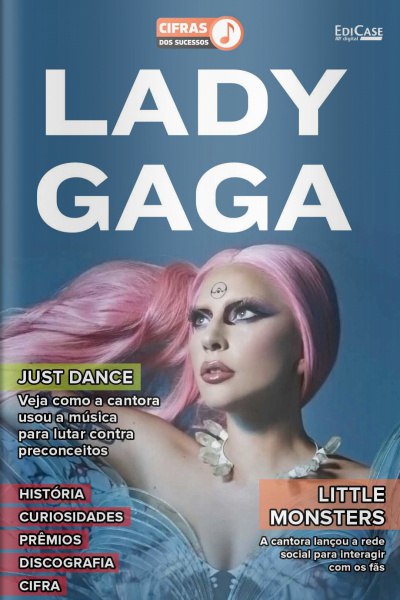 CIFRAS
DOS SUCESSOS
EDICASE
digital
LADY
GAGA
JUST DANCE
Veja como a cantora
usou a música
para lutar contra
preconceitos
HISTÓRIA
CURIOSIDADES
PRÊMIOS
DISCOGRAFIA
CIFRA
LITTLE
MONSTERS
A cantora lançou a rede
social para interagir
com os fãs